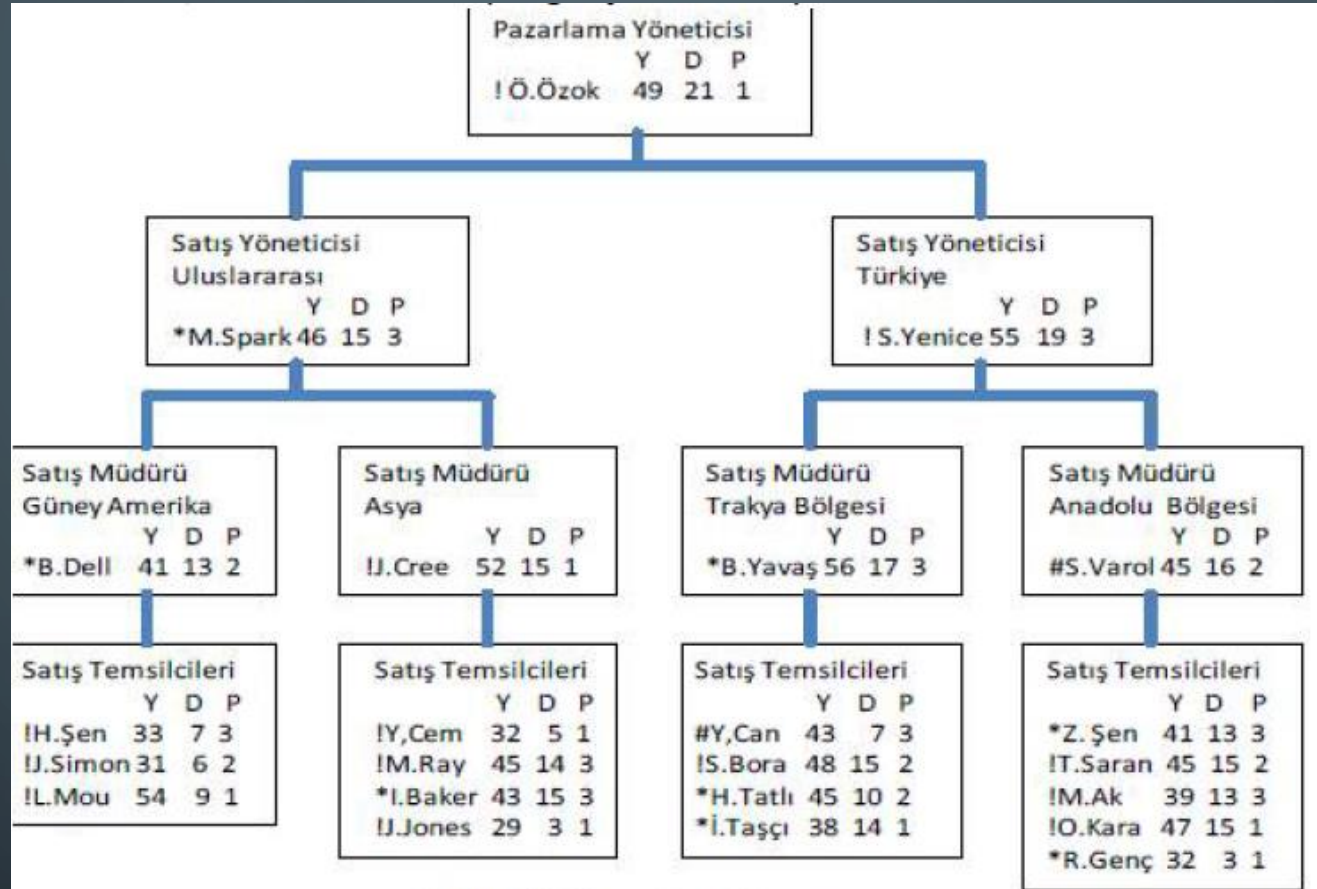 Pazarlama Yöneticisi
Y D P
!Ö.Özok 49 21 1
Satış Yöneticisi
Uluslararası
Y D P
*M.Spark 46 15 3
Satış Yöneticisi
Türkiye
Y D P
!S.Yenice 55 19 3
Satış Müdürü
Güney Amerika
Y D P
*B.Dell 41 13 2
Satış Müdürü
Asya
Y D P
!J.Cree 52 15 1
Satış Müdürü
Trakya Bölgesi
Y D P
*B.Yavaş 56 17 3
Satış Müdürü
Anadolu Bölgesi
Y D P
#S.Varol 45 16 2
Satış Temsilcileri
Y D P
!H.Şen 33 7 3
!J.Simon 31 6 2
!L.Mou 54 9 1
Satış Temsilcileri
Y D P
!Y,Cem 32 5 1
!M.Ray 45 14 3
*I.Baker 43 15 3
!J.Jones 29 3 1
Satış Temsilcileri
Y D P
#Y,Can 43 7 3
!S.Bora 48 15 2
*H.Tatlı 45 10 2
*İ.Taşçı 38 14 1
Satış Temsilcileri
Y D P
*Z.Şen 41 13 3
!T.Saran 45 15 2
!M.Ak 39 13 3
!O.Kara 47 15 1
*R.Genç 32 3 1